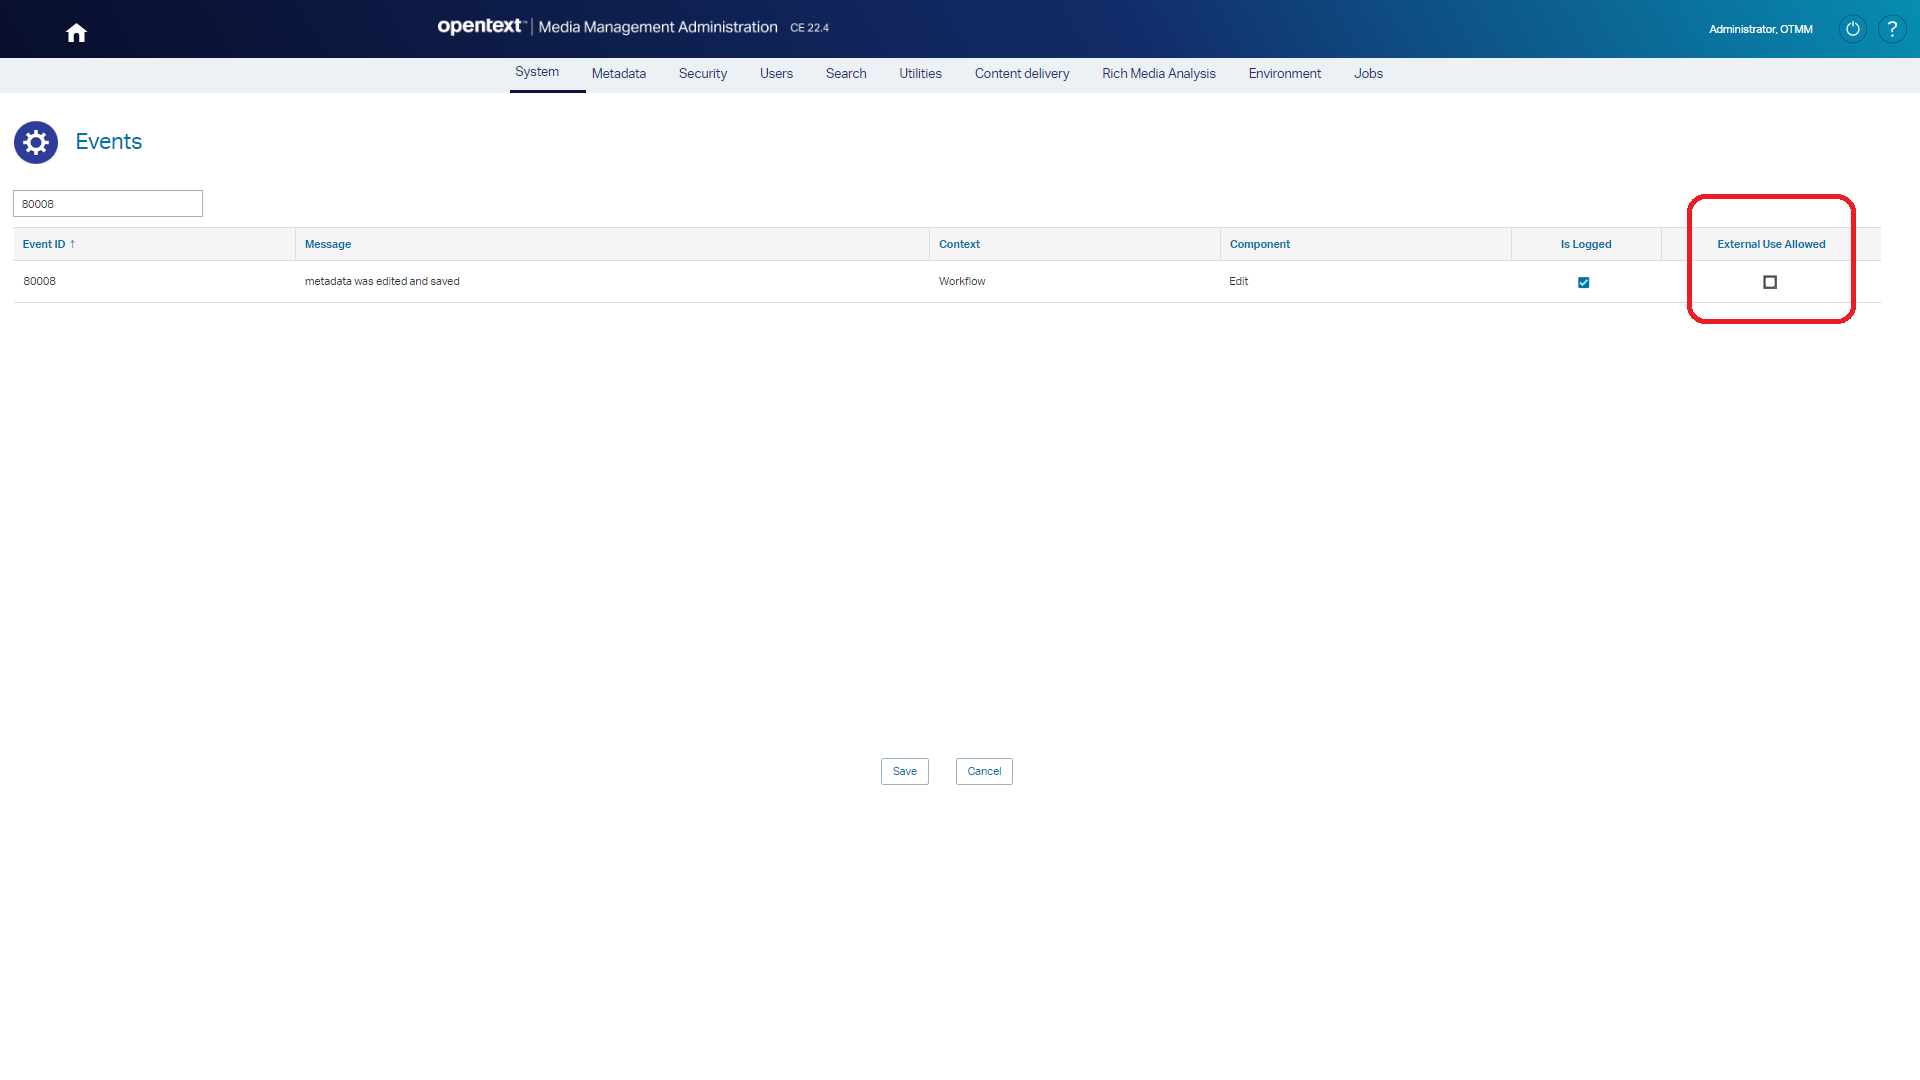 opentext™ | Media Management Administration CE 22.4
Administrator, OTMM
?
System Metadata Security Users Search Utilities Content delivery Rich Media Analysis Environment Jobs
Events
80008
Event ID ↑ Message Context Component Is Logged External Use Allowed
80008 metadata was edited and saved Workflow Edit
Save Cancel